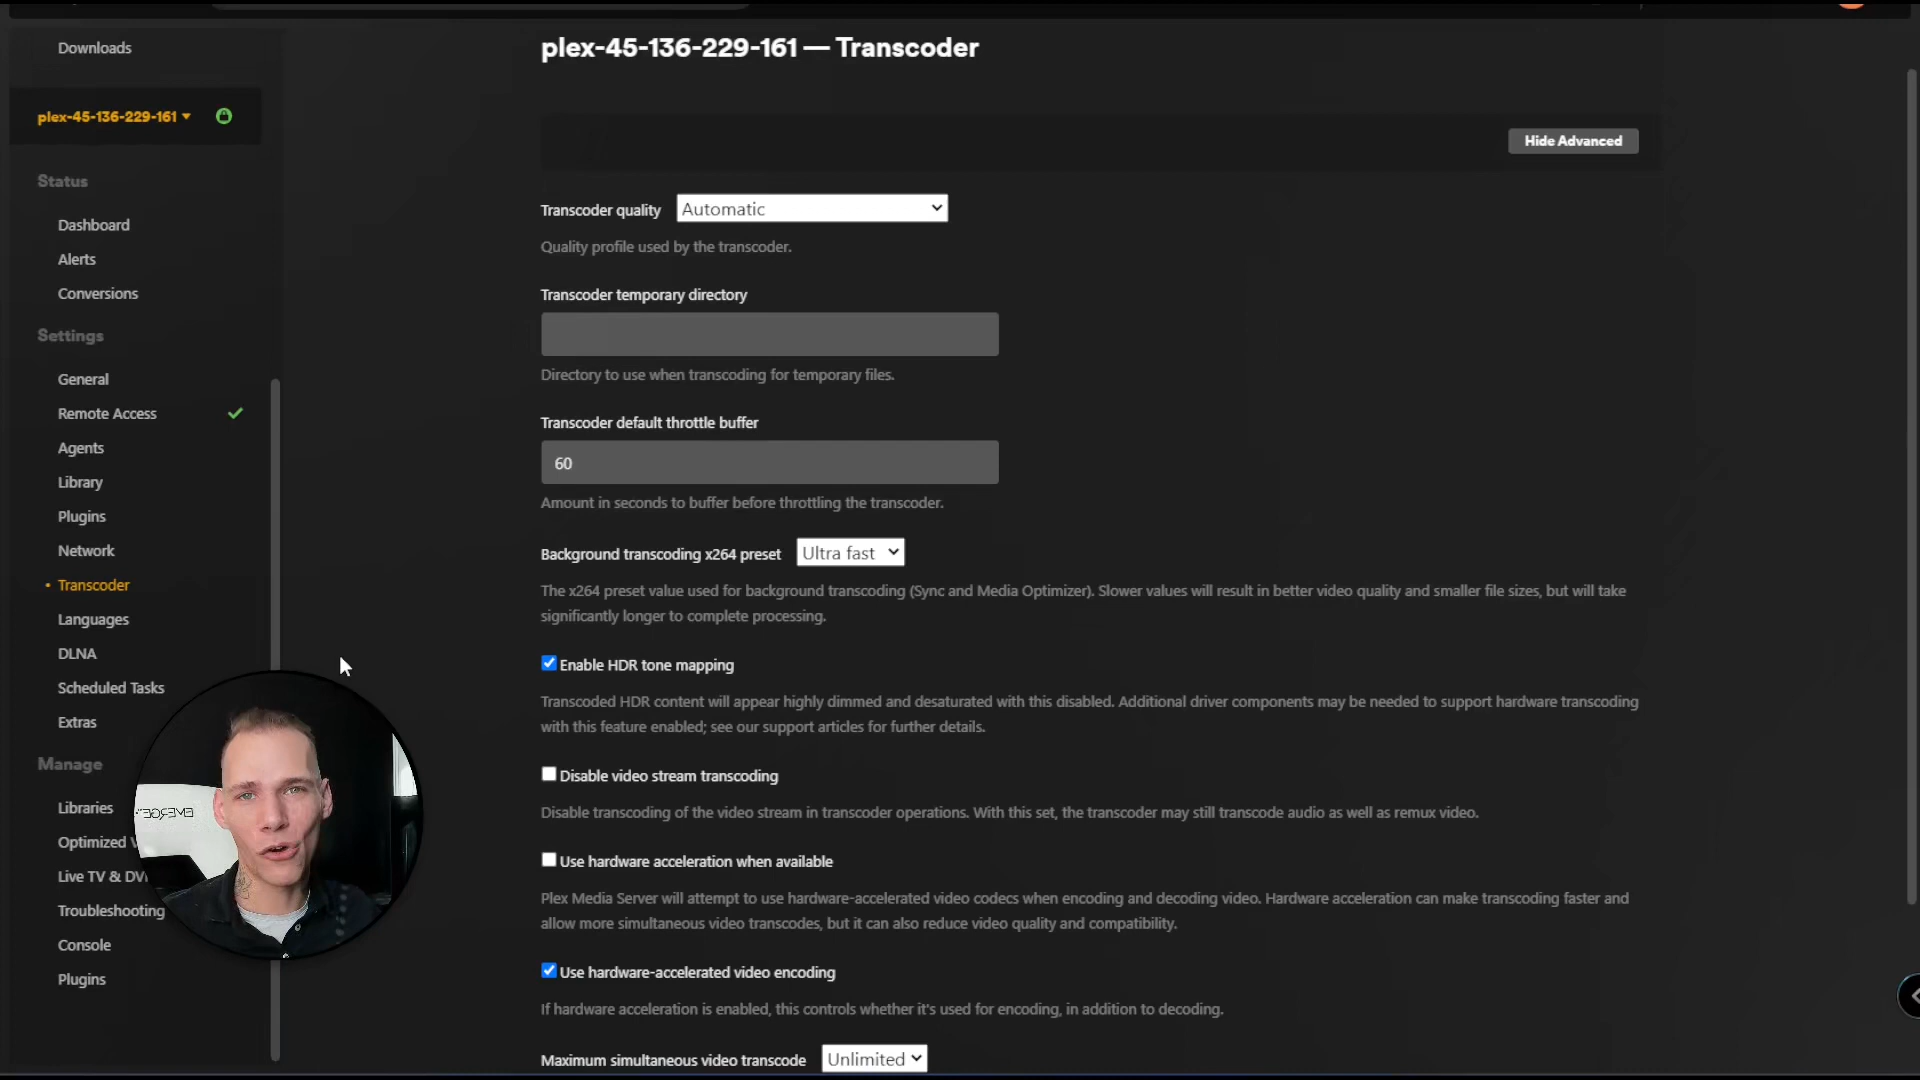 Downloads
plex-45-136-229-161
Status
Dashboard
Alerts
Conversions
Settings
General
Remote Access
Agents
Library
Plugins
Network
Transcoder
Languages
DLNA
Scheduled Tasks
Extras
Manage
Libraries
Optimized V
Live TV & DV
Troubleshooting
Console
Plugins
EMERGE
plex-45-136-229-161 — Transcoder
Hide Advanced
Transcoder quality Automatic
Quality profile used by the transcoder.
Transcoder temporary directory
Directory to use when transcoding for temporary files.
Transcoder default throttle buffer
60
Amount in seconds to buffer before throttling the transcoder.
Background transcoding x264 preset Ultra fast
The x264 preset value used for background transcoding (Sync and Media Optimizer). Slower values will result in better video quality and smaller file sizes, but will take
significantly longer to complete processing.
Enable HDR tone mapping
Transcoded HDR content will appear highly dimmed and desaturated with this disabled. Additional driver components may be needed to support hardware transcoding
with this feature enabled; see our support articles for further details.
Disable video stream transcoding
Disable transcoding of the video stream in transcoder operations. With this set, the transcoder may still transcode audio as well as remux video.
Use hardware acceleration when available
Plex Media Server will attempt to use hardware-accelerated video codecs when encoding and decoding video. Hardware acceleration can make transcoding faster and
allow more simultaneous video transcodes, but it can also reduce video quality and compatibility.
Use hardware-accelerated video encoding
If hardware acceleration is enabled, this controls whether it's used for encoding, in addition to decoding.
Maximum simultaneous video transcode Unlimited